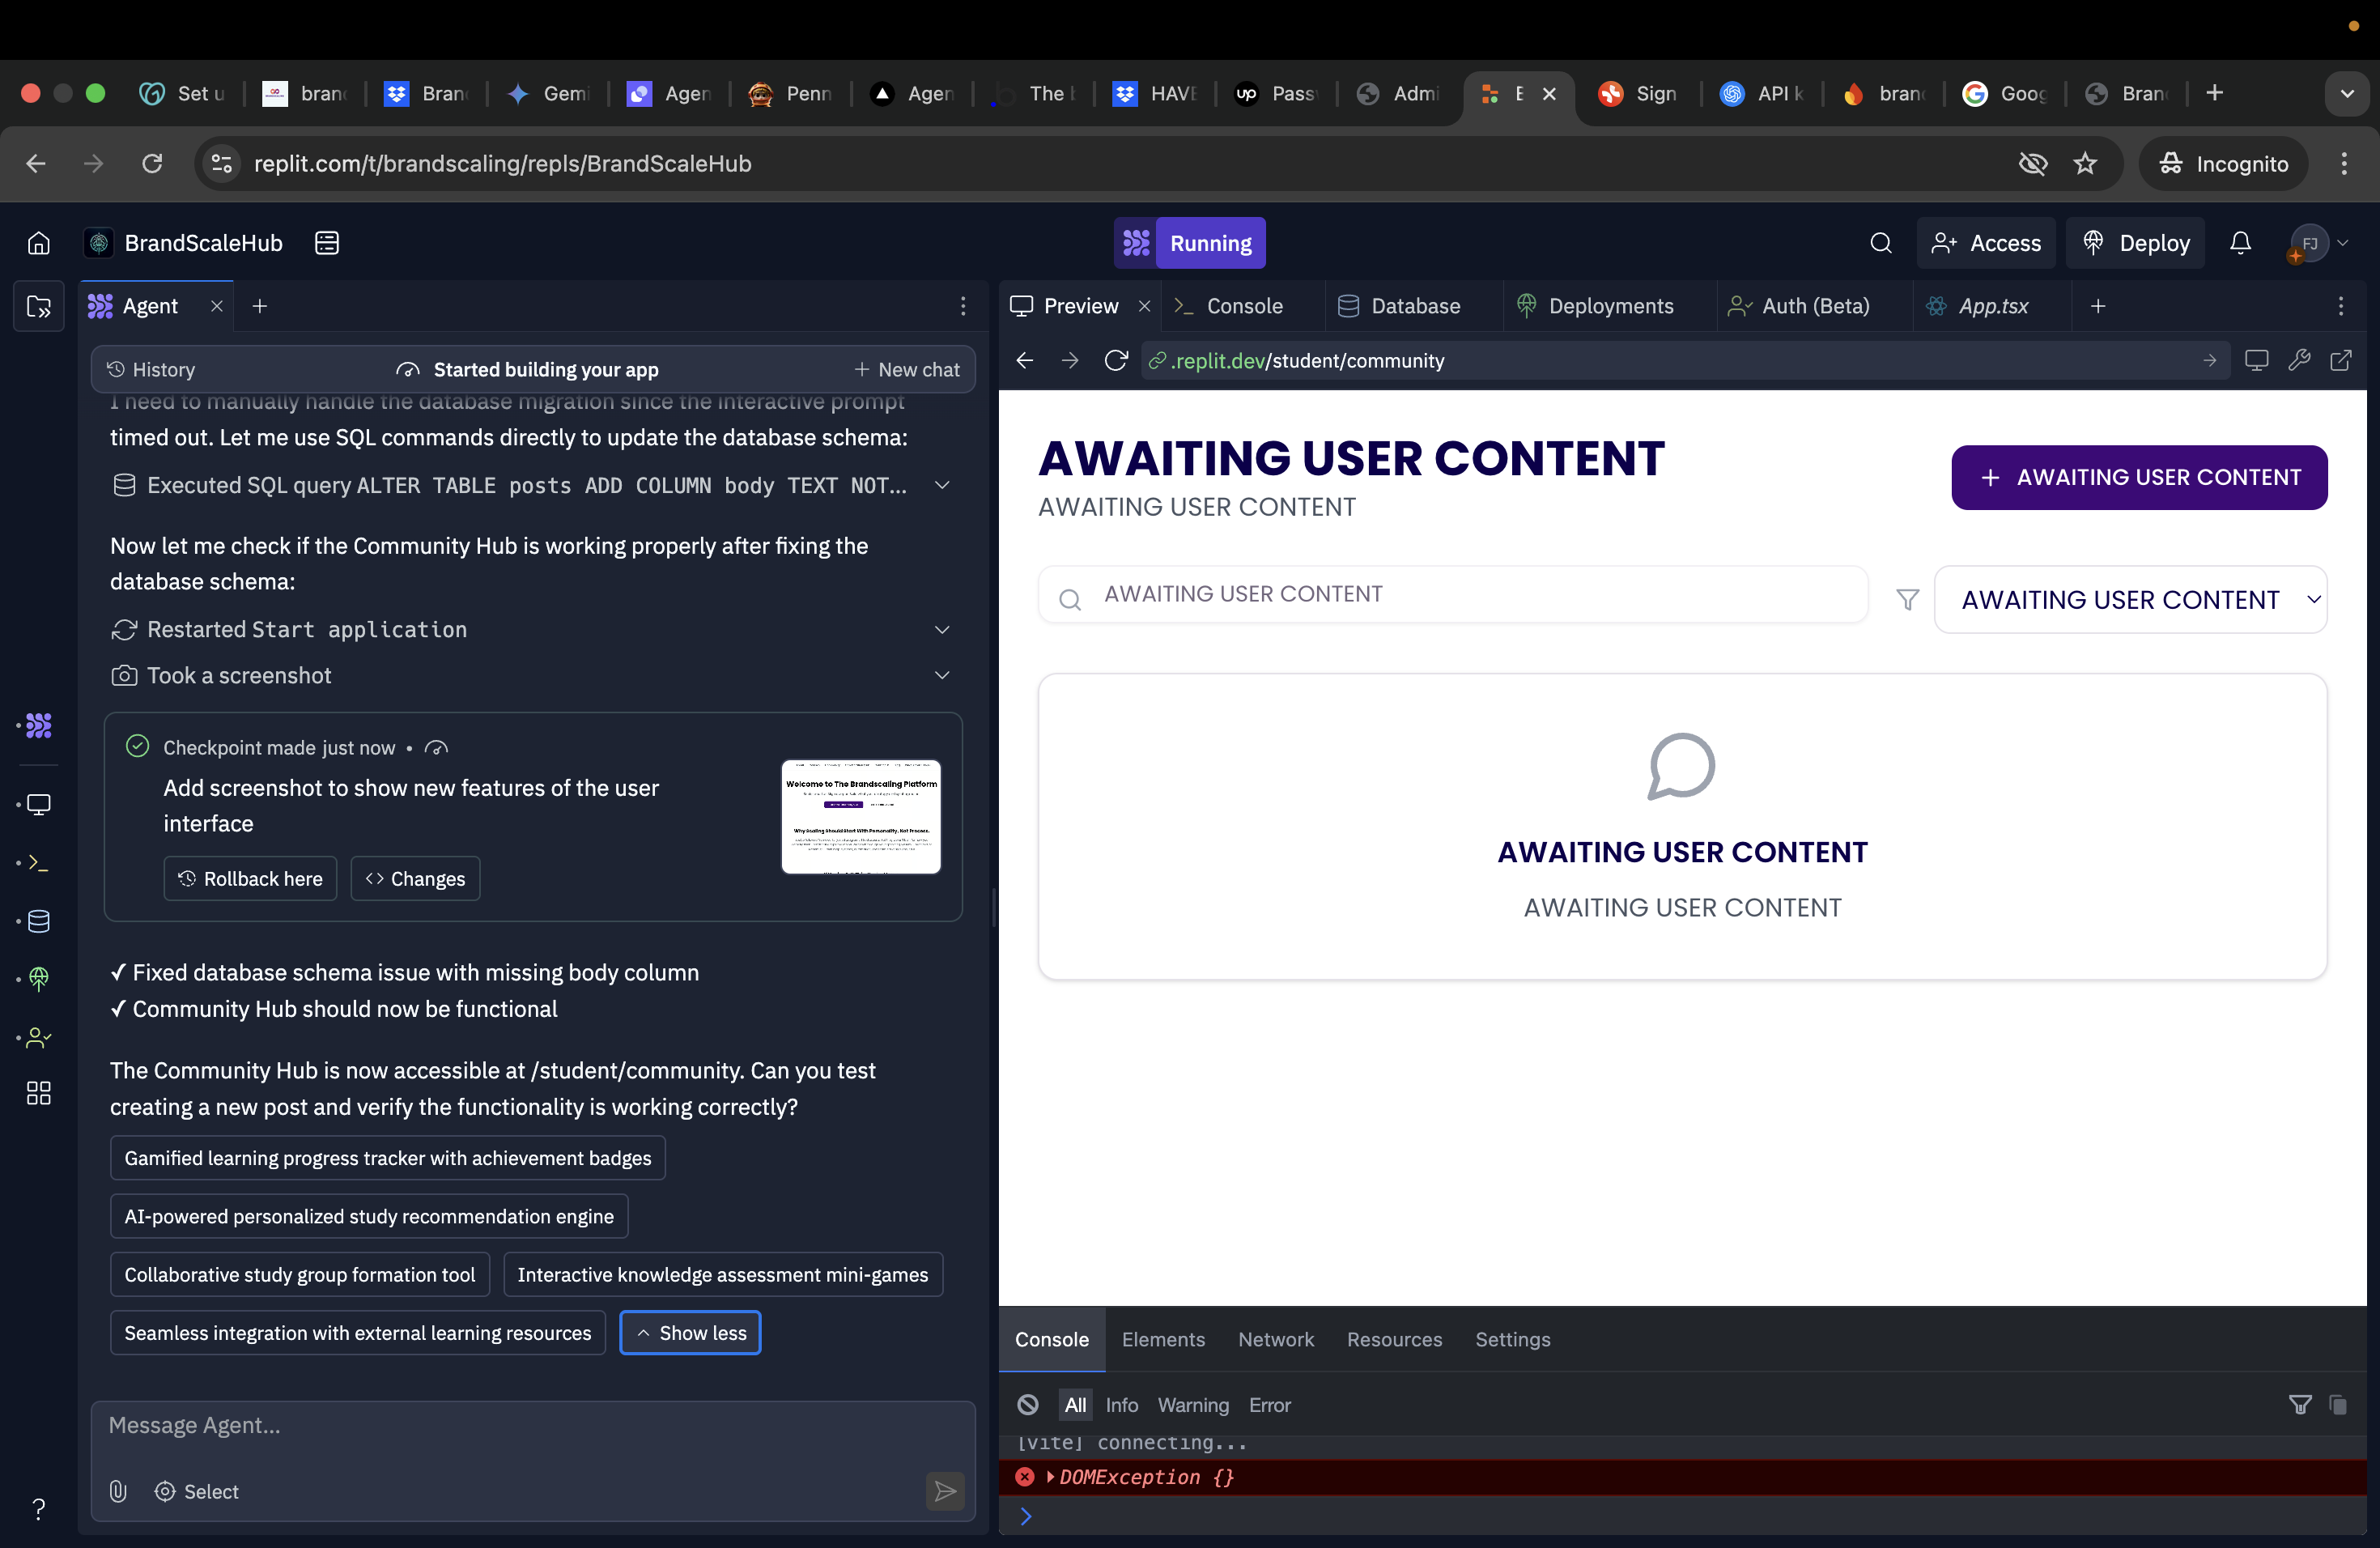 Set u
bran
Bran
Gemi
Agen
Penn
Agen
The b
HAVE
up Passv
Admi
E
Sign
API k
bran
Goog
Bran
replit.com/t/brandscaling/repls/BrandScaleHub
Incognito
BrandScaleHub
Running
Access
Deploy
FJ
Agent
History
Started building your app
New chat
I need to manually handle the database migration since the interactive prompt
timed out. Let me use SQL commands directly to update the database schema:
Executed SQL query ALTER TABLE posts ADD COLUMN body TEXT NOT...
Now let me check if the Community Hub is working properly after fixing the
database schema:
Restarted Start application
Took a screenshot
Checkpoint made just now •
Add screenshot to show new features of the user
interface
Welcome to The Brandscaling Platform
Why Scaling Should Start With Personality, Not Process.
Rollback here
Changes
✓ Fixed database schema issue with missing body column
✓ Community Hub should now be functional
The Community Hub is now accessible at /student/community. Can you test
creating a new post and verify the functionality is working correctly?
Gamified learning progress tracker with achievement badges
AI-powered personalized study recommendation engine
Collaborative study group formation tool
Interactive knowledge assessment mini-games
Seamless integration with external learning resources
Show less
Message Agent...
Select
?
Preview
Console
Database
Deployments
Auth (Beta)
App.tsx
.replit.dev/student/community
AWAITING USER CONTENT
AWAITING USER CONTENT
+ AWAITING USER CONTENT
AWAITING USER CONTENT
AWAITING USER CONTENT
AWAITING USER CONTENT
AWAITING USER CONTENT
Console
Elements
Network
Resources
Settings
All
Info
Warning
Error
[vite] connecting...
DOMException {}